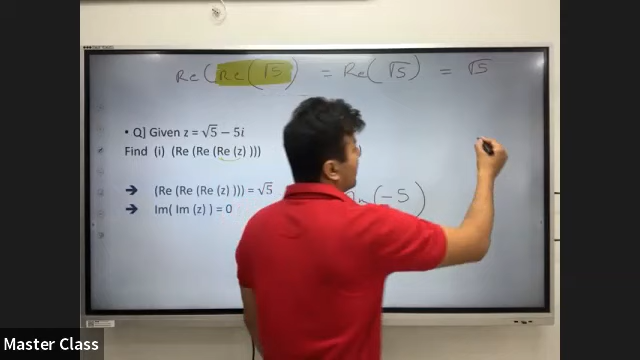 Re(Re(√5)) = Re(√5) = √5
• Q] Given z = √5 – 5i
Find (i) (Re (Re (Re (z) )))
➔ (Re (Re (Re (z) ))) = √5
➔ Im( Im (z) ) = 0
(-5)
Master Class